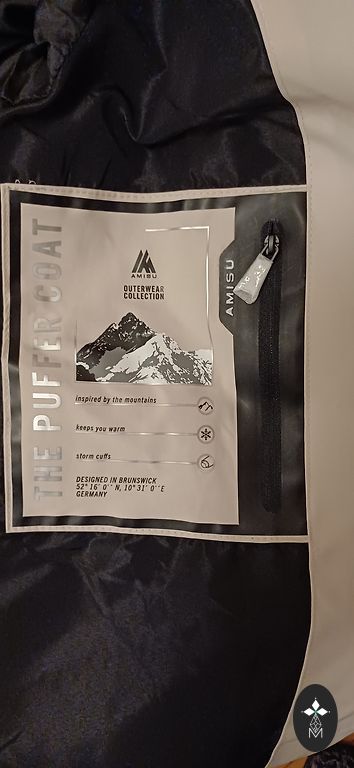 THE PUFFER COAT
AMISU
OUTERWEAR
COLLECTION
inspired by the mountains
keeps you warm
storm cuffs
DESIGNED IN BRUNSWICK
52° 16' 0'' N, 10° 31' 0'' E
GERMANY
AMISU
M